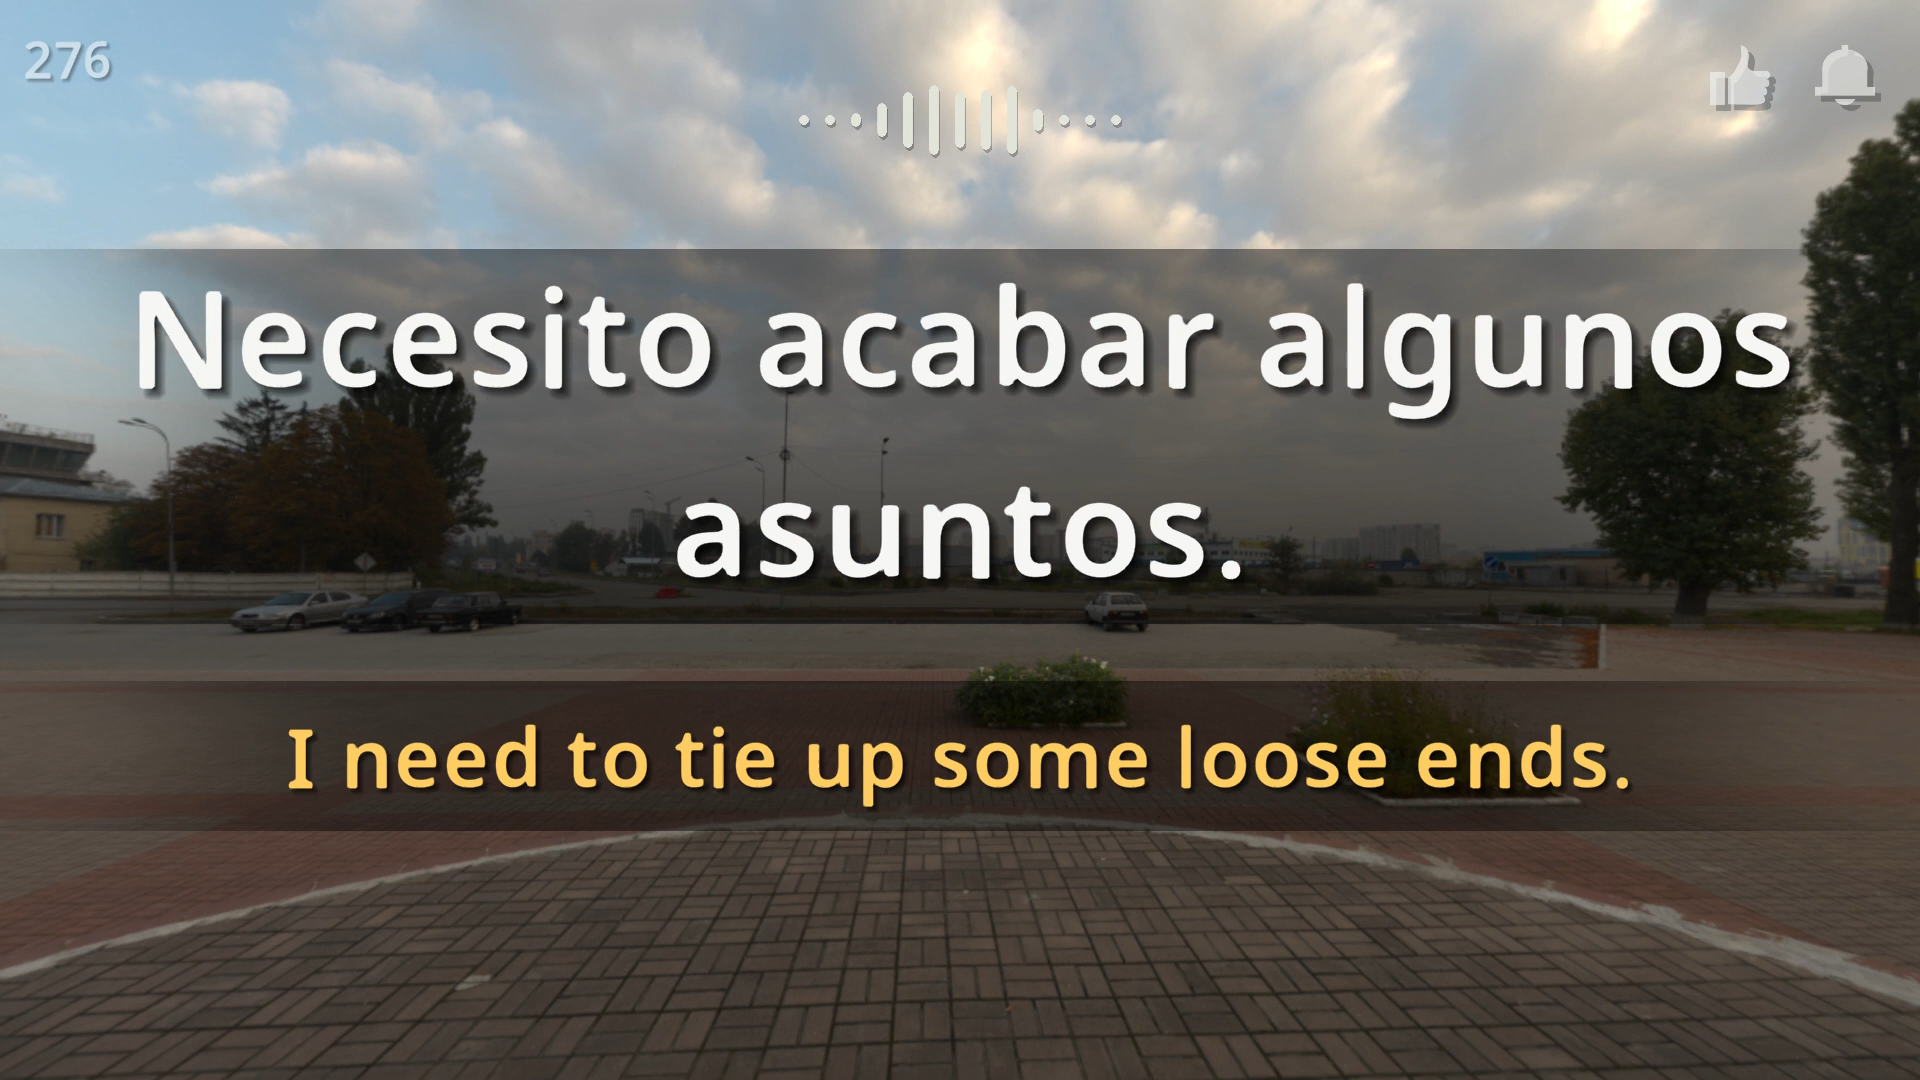 276
Necesito acabar algunos
asuntos.
I need to tie up some loose ends.